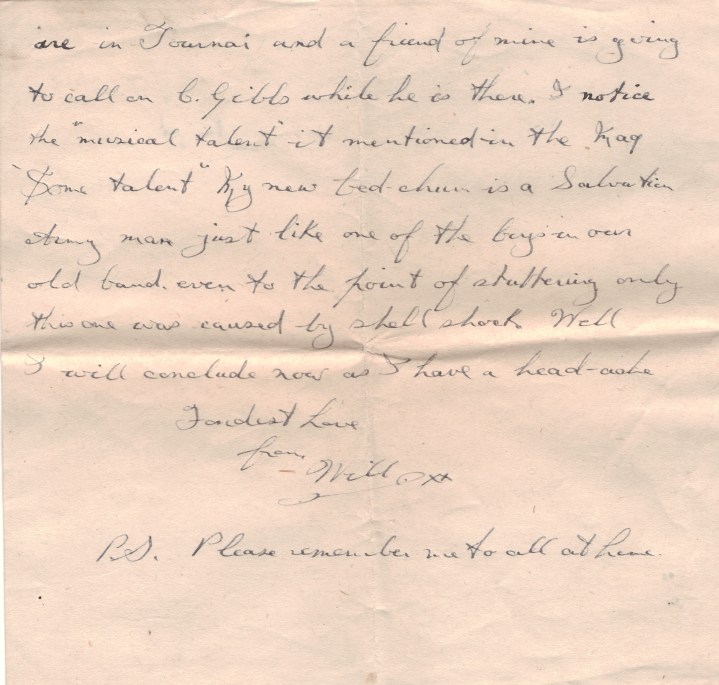 are in Tournai and a friend of mine is going
to call on C. Gibbs while he is there. I notice
the "musical talent" it mentioned in the Mag
"Some talent" My new bed-chum is a Salvation
Army man just like one of the boys in our
old band. even to the point of stuttering only
this one was caused by shell shock. Well
I will conclude now as I have a head-ache
Fondest Love
from
Will
P.S. Please remember me to all at home.